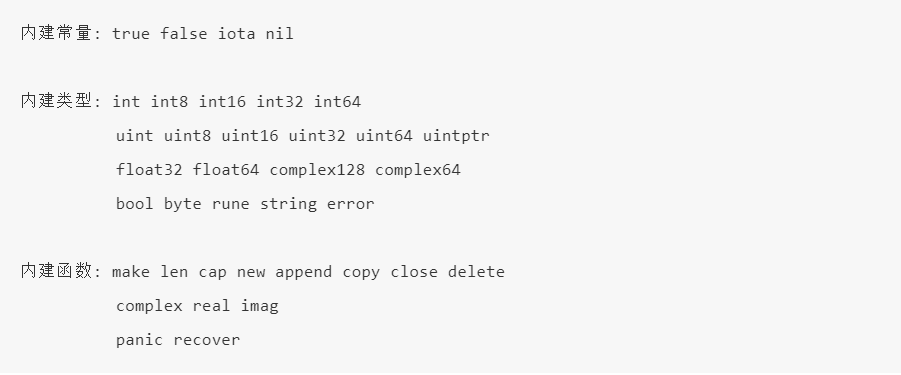 内建常量: true false iota nil
内建类型: int int8 int16 int32 int64
uint uint8 uint16 uint32 uint64 uintptr
float32 float64 complex128 complex64
bool byte rune string error
内建函数: make len cap new append copy close delete
complex real imag
panic recover